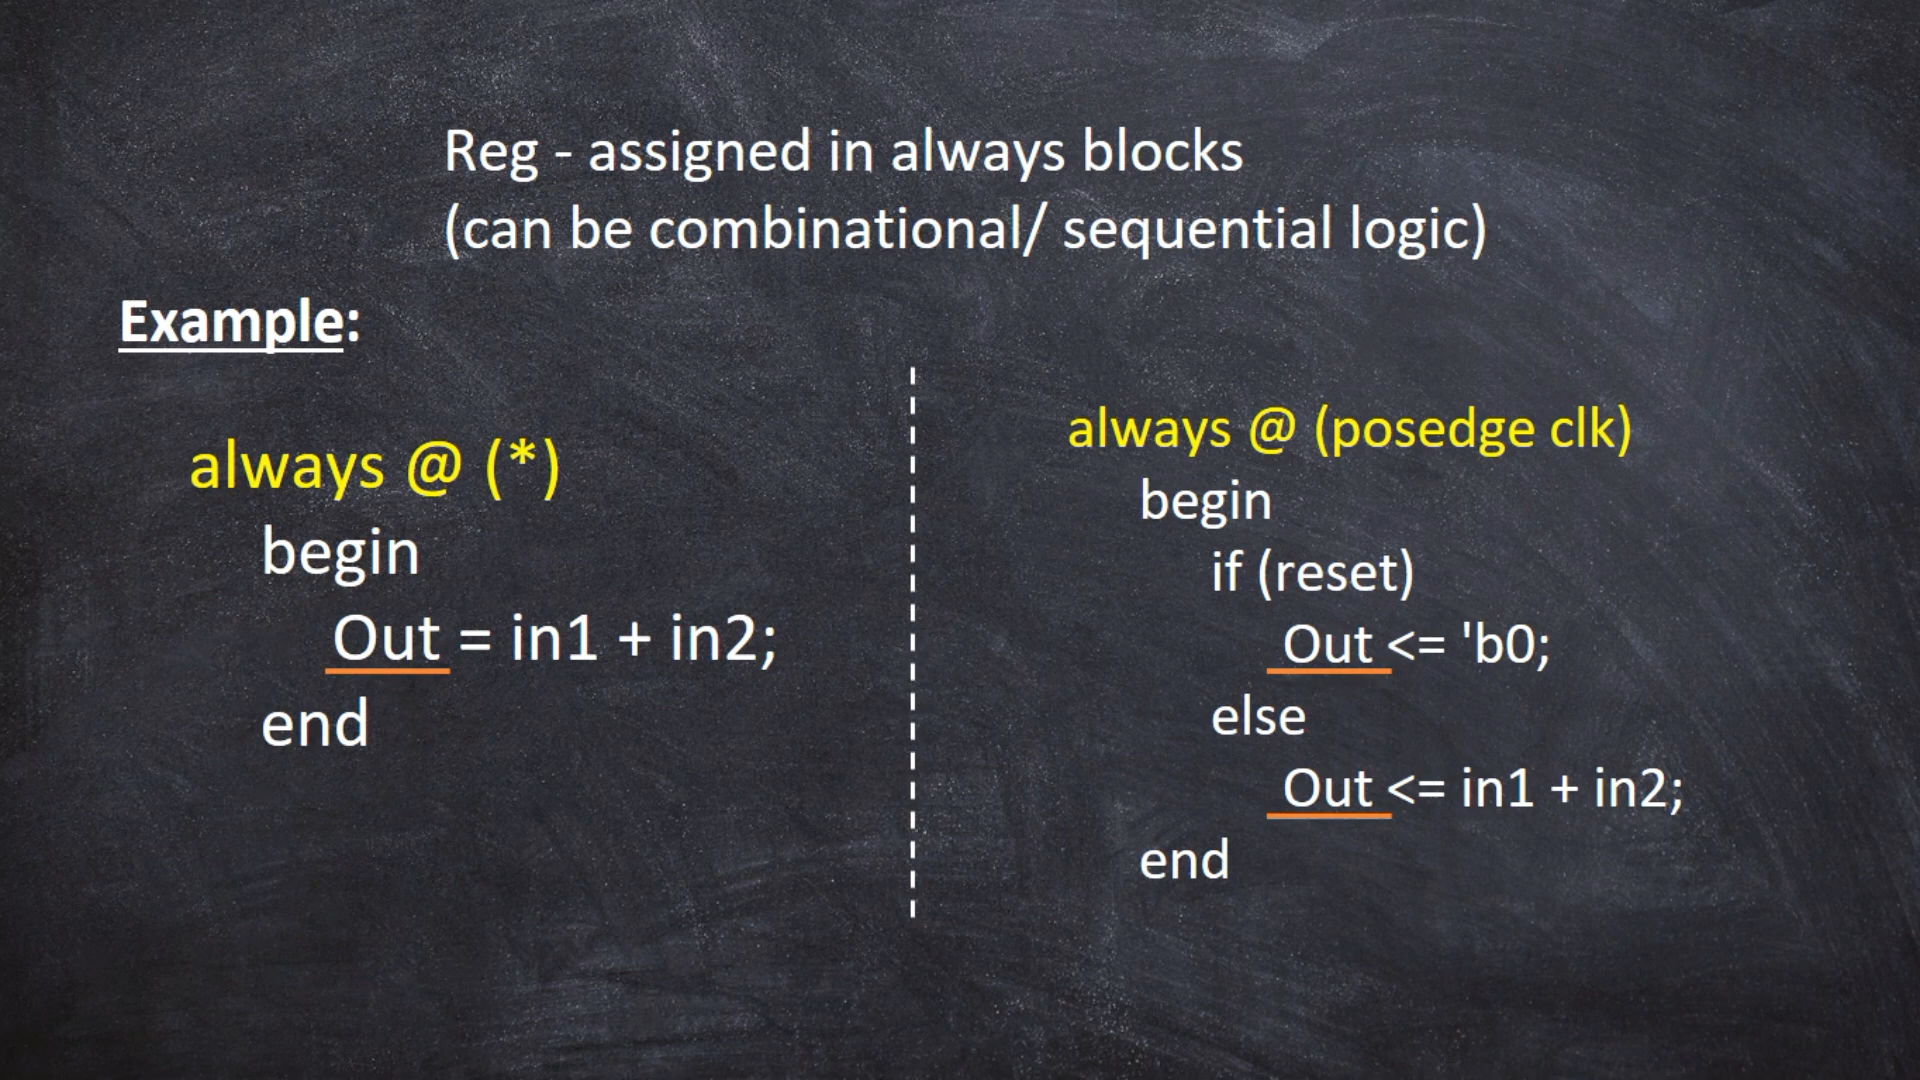 Reg - assigned in always blocks
(can be combinational/ sequential logic)
Example:
always @ (*)
begin
Out = in1 + in2;
end
always @ (posedge clk)
begin
if (reset)
Out <= 'b0;
else
Out <= in1 + in2;
end